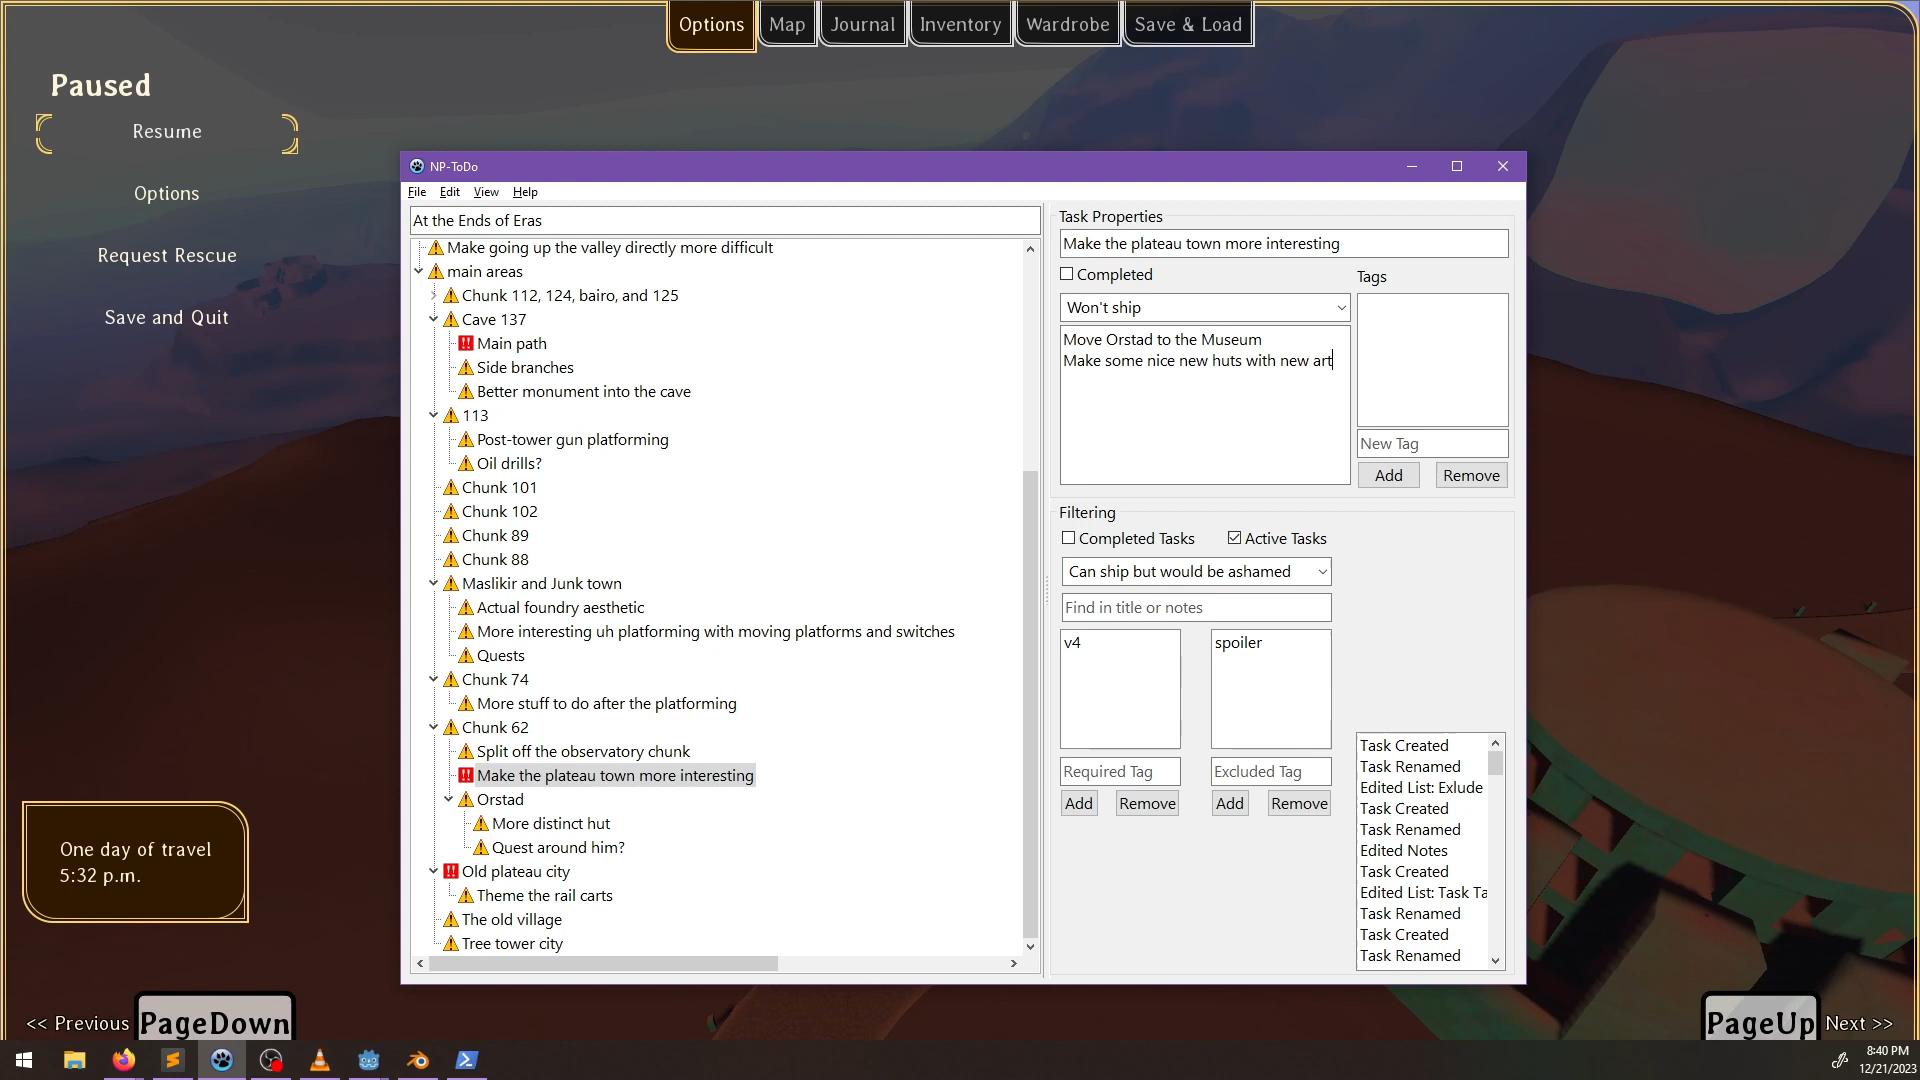 Options
Map
Journal
Inventory
Wardrobe
Save & Load
Paused
Resume
Options
Request Rescue
Save and Quit
One day of travel
5:32 p.m.
<< Previous
PageDown
PageUp
Next >>
NP-ToDo
File
Edit
View
Help
At the Ends of Eras
Make going up the valley directly more difficult
main areas
Chunk 112, 124, bairo, and 125
Cave 137
Main path
Side branches
Better monument into the cave
113
Post-tower gun platforming
Oil drills?
Chunk 101
Chunk 102
Chunk 89
Chunk 88
Maslikir and Junk town
Actual foundry aesthetic
More interesting uh platforming with moving platforms and switches
Quests
Chunk 74
More stuff to do after the platforming
Chunk 62
Split off the observatory chunk
Make the plateau town more interesting
Orstad
More distinct hut
Quest around him?
Old plateau city
Theme the rail carts
The old village
Tree tower city
Task Properties
Make the plateau town more interesting
Completed
Tags
Won't ship
Move Orstad to the Museum
Make some nice new huts with new art
New Tag
Add
Remove
Filtering
Completed Tasks
Active Tasks
Can ship but would be ashamed
Find in title or notes
v4
spoiler
Required Tag
Excluded Tag
Add
Remove
Add
Remove
Task Created
Task Renamed
Edited List: Exlude
Task Created
Task Renamed
Edited Notes
Task Created
Edited List: Task Ta
Task Renamed
Task Created
Task Renamed
8:40 PM
12/21/2023